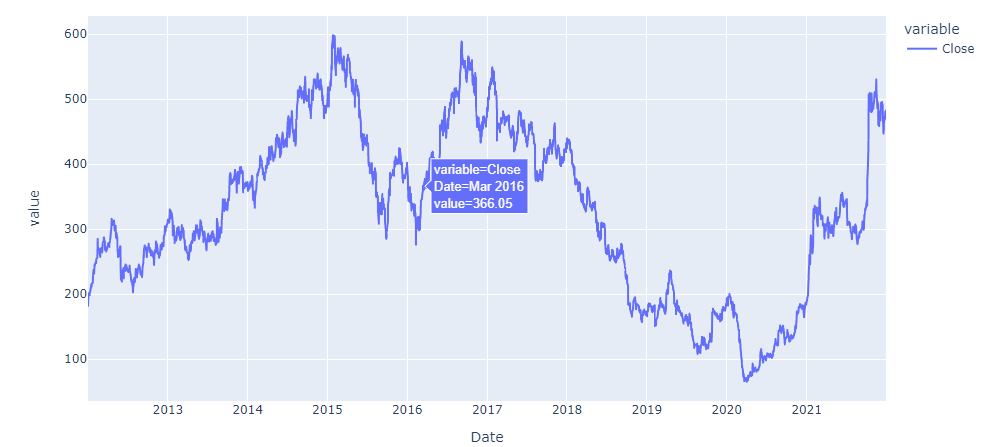 variable
Close
600
500
400
300
200
100
value
variable=Close
Date=Mar 2016
value=366.05
2013 2014 2015 2016 2017 2018 2019 2020 2021
Date